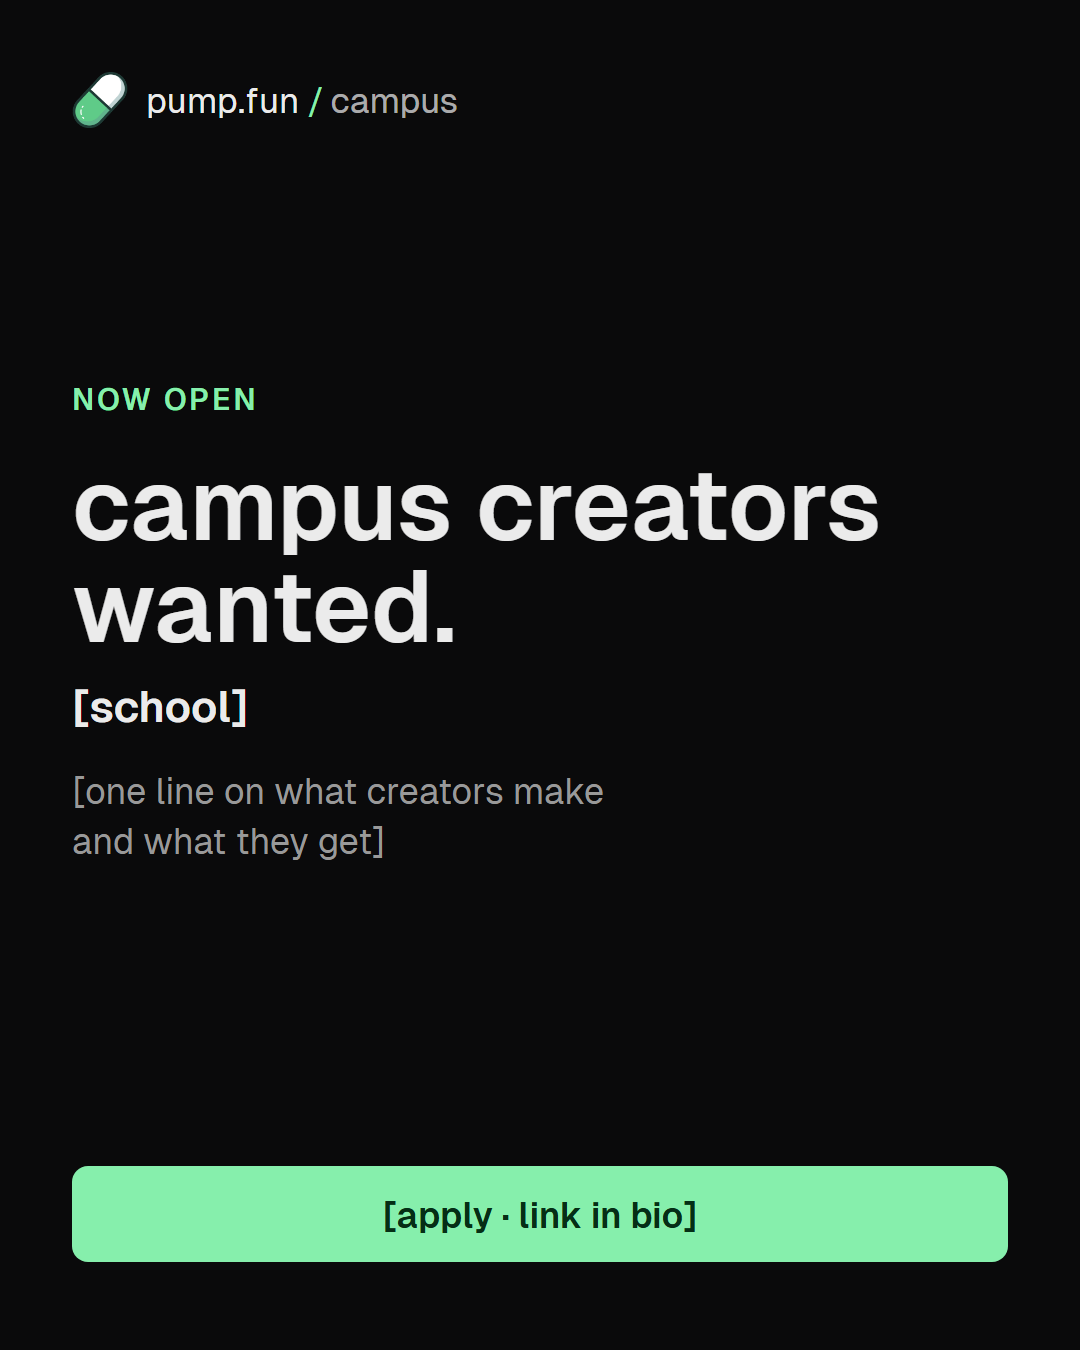 pump.fun / campus
NOW OPEN
campus creators
wanted.
[school]
[one line on what creators make
and what they get]
[apply · link in bio]